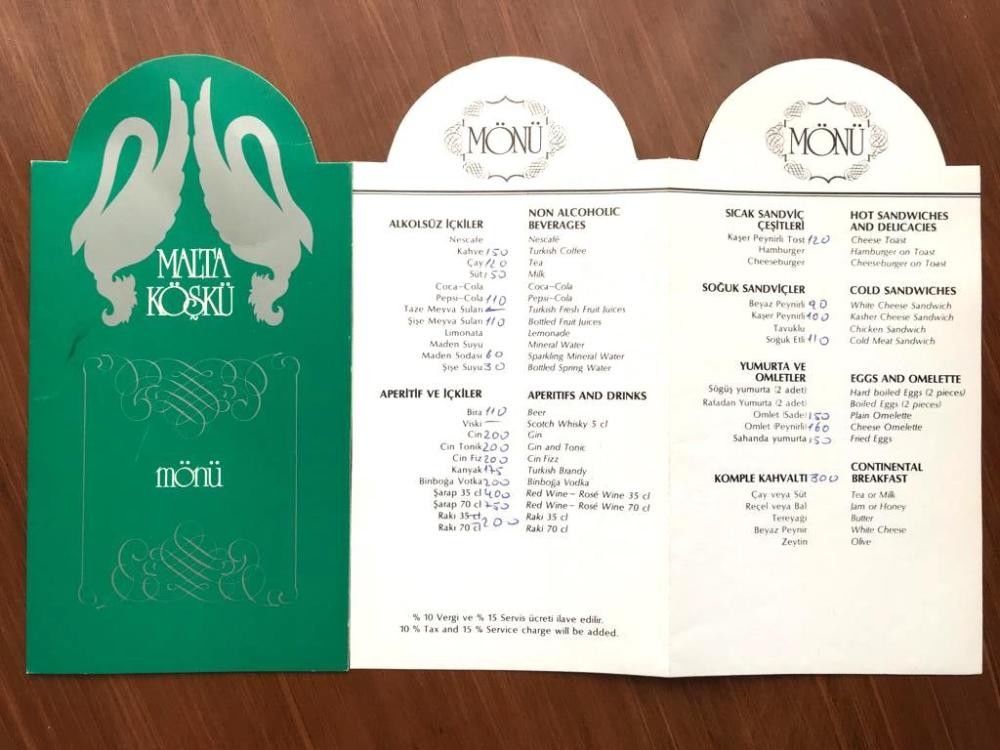 MALTA
KÖŞKÜ
mönü
MÖNÜ
ALKOLSÜZ İÇKİLER NON ALCOHOLIC BEVERAGES
Nescafe Nescafé
Kahve 150 Turkish Coffee
Çay 120 Tea
Süt 50 Milk
Coca-Cola Coca-Cola
Pepsi-Cola 110 Pepsi-Cola
Taze Meyva Suları — Turkish Fresh Fruit Juices
Şişe Meyva Suları 110 Bottled Fruit Juices
Limonata Lemonade
Maden Suyu Mineral Water
Maden Sodası 60 Sparkling Mineral Water
Şişe Suyu 30 Bottled Spring Water
APERİTİF VE İÇKİLER APERITIFS AND DRINKS
Bira 110 Beer
Viski — Scotch Whisky 5 cl
Cin 200 Gin
Cin Tonik 200 Gin and Tonic
Cin Fiz 200 Cin Fizz
Kanyak 175 Turkish Brandy
Binboğa Votka 200 Binboğa Vodka
Şarap 35 cl 400 Red Wine – Rosé Wine 35 cl
Şarap 70 cl 750 Red Wine – Rosé Wine 70 cl
Rakı 35 cl Raki 35 cl
Rakı 70 cl 200 Raki 70 cl
% 10 Vergi ve % 15 Servis ücreti ilave edilir.
10 % Tax and 15 % Service charge will be added.
MÖNÜ
SICAK SANDVİÇ ÇEŞİTLERİ HOT SANDWICHES AND DELICACIES
Kaşer Peynirli Tost 120 Cheese Toast
Hamburger Hamburger on Toast
Cheeseburger Cheeseburger on Toast
SOĞUK SANDVİÇLER COLD SANDWICHES
Beyaz Peynirli 90 White Cheese Sandwich
Kaşer Peynirli 100 Kasher Cheese Sandwich
Tavuklu Chicken Sandwich
Soğuk Etli 110 Cold Meat Sandwich
YUMURTA VE OMLETLER EGGS AND OMELETTE
Söğüş yumurta (2 adet) Hard boiled Eggs (2 pieces)
Rafadan Yumurta (2 adet) Boiled Eggs (2 pieces)
Omlet (Sade) 150 Plain Omelette
Omlet (Peynirli) 160 Cheese Omelette
Sahanda yumurta 150 Fried Eggs
KOMPLE KAHVALTI 300 CONTINENTAL BREAKFAST
Çay veya Süt Tea or Milk
Reçel veya Bal Jam or Honey
Tereyağı Butter
Beyaz Peynir White Cheese
Zeytin Olive